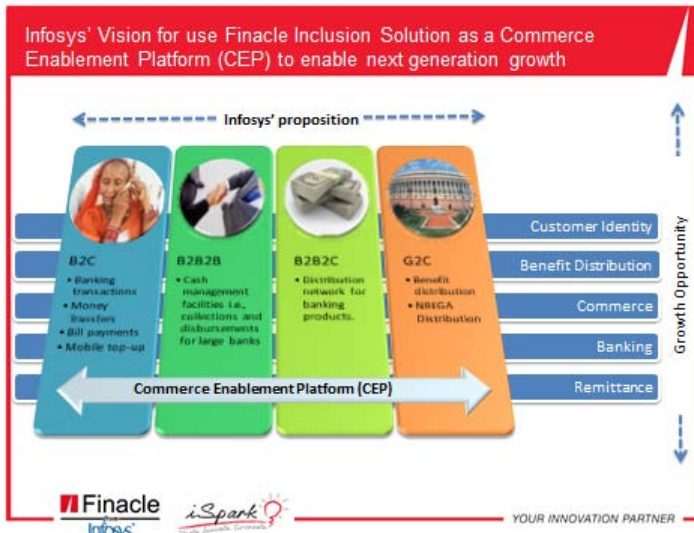 Infosys' Vision for use Finacle Inclusion Solution as a Commerce
Enablement Platform (CEP) to enable next generation growth
Infosys' proposition
B2C
• Banking
transactions
• Money
Transfers
• Bill payments
• Mobile top-up
B2B2B
• Cash
management
facilities i.e.,
collections and
disbursements
for large banks
B2B2C
• Distribution
network for
banking
products.
G2C
• Benefit
distribution
• NREGA
Distribution
Customer Identity
Benefit Distribution
Commerce
Banking
Remittance
Growth Opportunity
Commerce Enablement Platform (CEP)
Finacle
from
Infosys'
iSpark
YOUR INNOVATION PARTNER